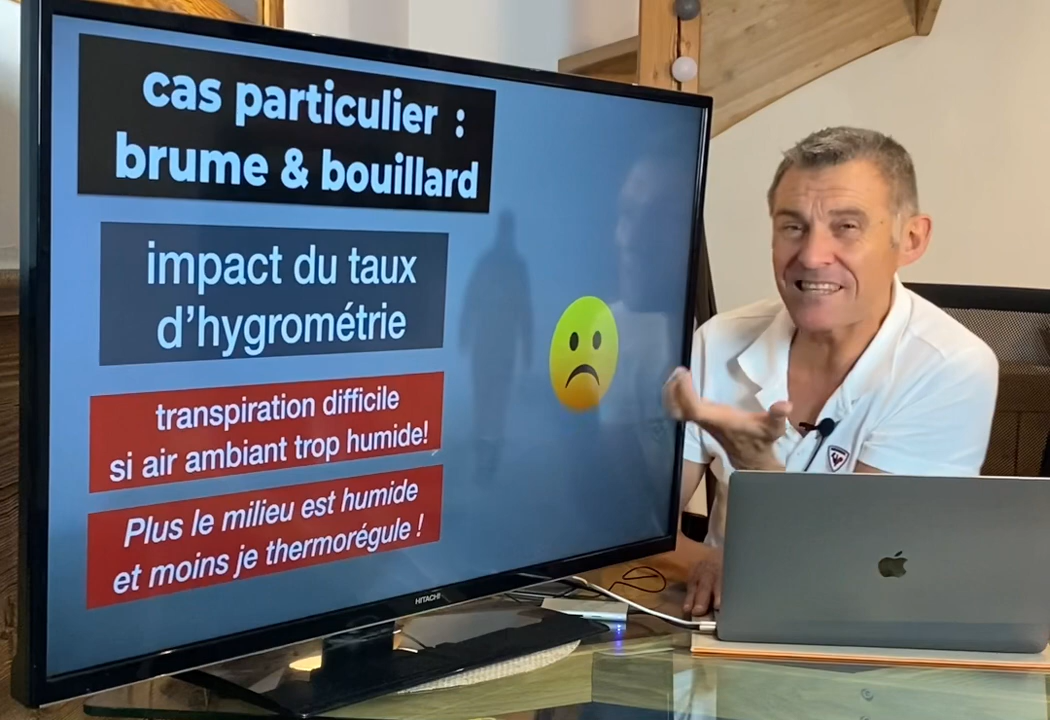 cas particulier :
brume & bouillard
impact du taux
d'hygrométrie
transpiration difficile
si air ambiant trop humide!
Plus le milieu est humide
et moins je thermorégule !
HITACHI